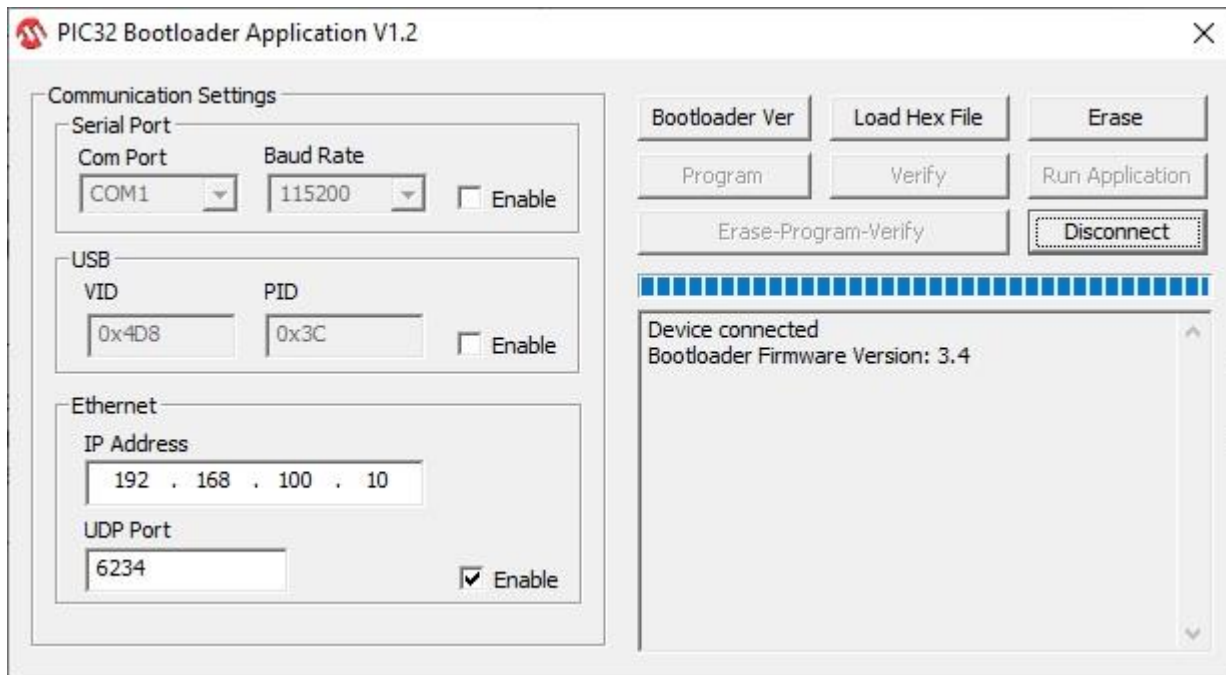 PIC32 Bootloader Application V1.2
Communication Settings
Serial Port
Com Port Baud Rate
COM1 115200 Enable
USB
VID PID
0x4D8 0x3C Enable
Ethernet
IP Address
192 . 168 . 100 . 10
UDP Port
6234 Enable
Bootloader Ver Load Hex File Erase
Program Verify Run Application
Erase-Program-Verify Disconnect
Device connected
Bootloader Firmware Version: 3.4